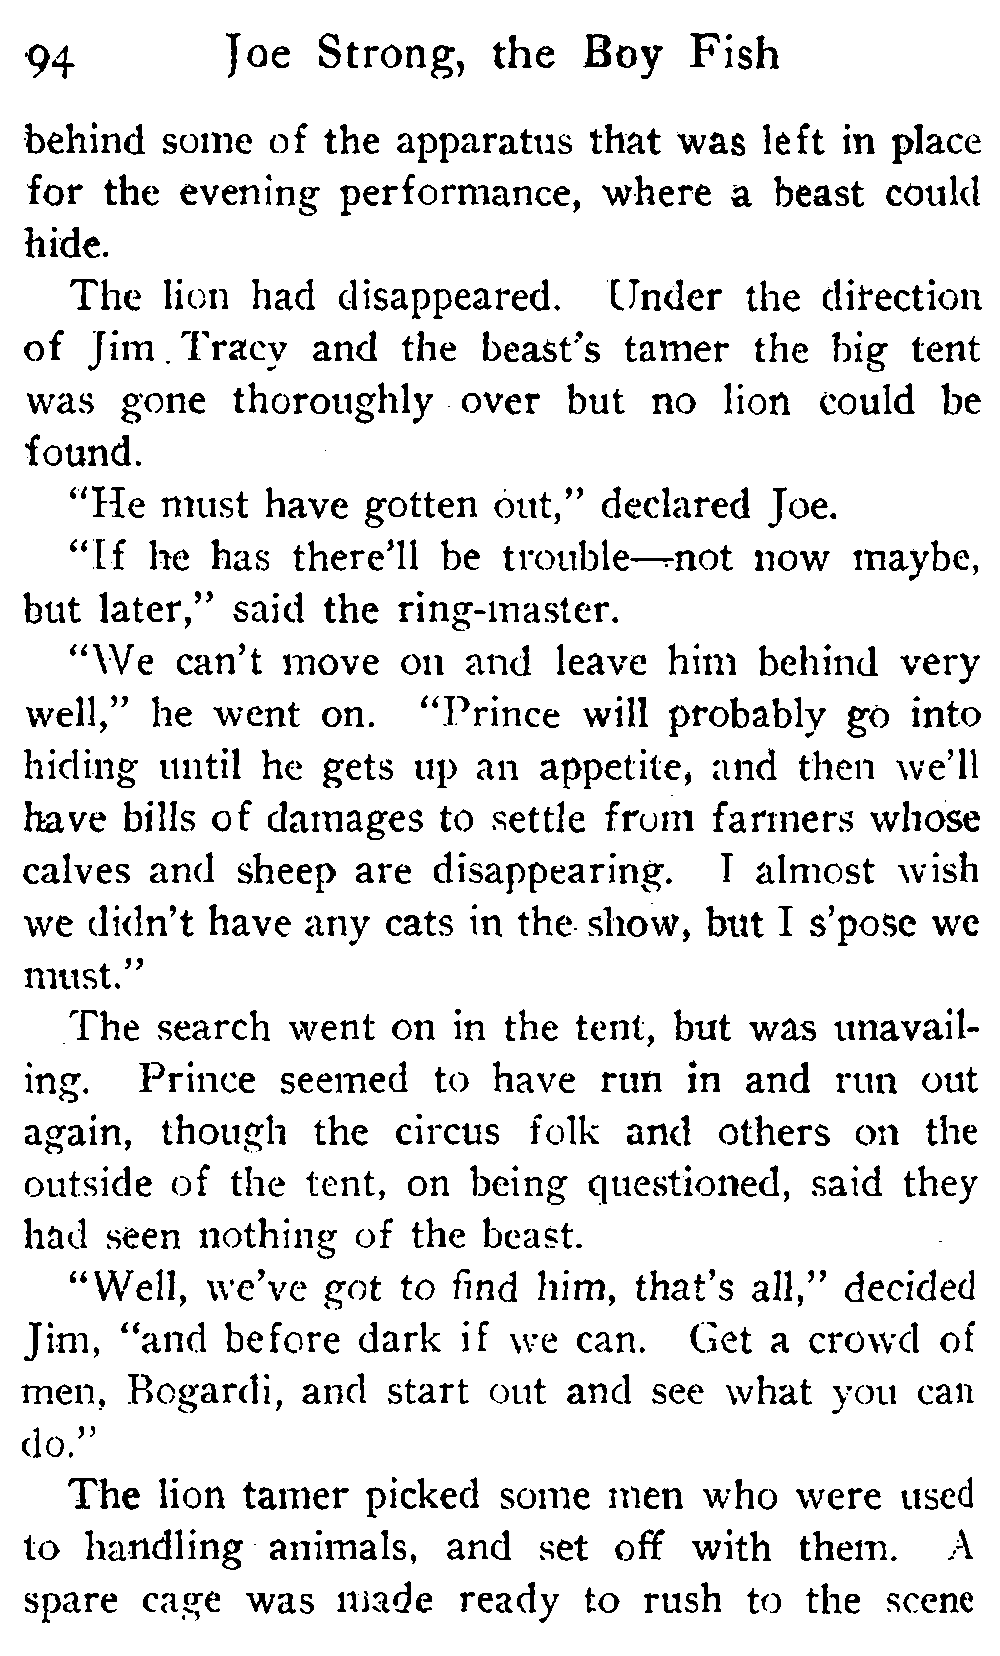 94 Joe Strong, the Boy Fish
behind some of the apparatus that was left in place
for the evening performance, where a beast could
hide.
The lion had disappeared. Under the direction
of Jim Tracy and the beast's tamer the big tent
was gone thoroughly over but no lion could be
found.
"He must have gotten out," declared Joe.
"If he has there'll be trouble—not now maybe,
but later," said the ring-master.
"We can't move on and leave him behind very
well," he went on. "Prince will probably go into
hiding until he gets up an appetite, and then we'll
have bills of damages to settle from farmers whose
calves and sheep are disappearing. I almost wish
we didn't have any cats in the show, but I s'pose we
must."
The search went on in the tent, but was unavail-
ing. Prince seemed to have run in and run out
again, though the circus folk and others on the
outside of the tent, on being questioned, said they
had seen nothing of the beast.
"Well, we've got to find him, that's all," decided
Jim, "and before dark if we can. Get a crowd of
men, Bogardi, and start out and see what you can
do."
The lion tamer picked some men who were used
to handling animals, and set off with them. A
spare cage was made ready to rush to the scene